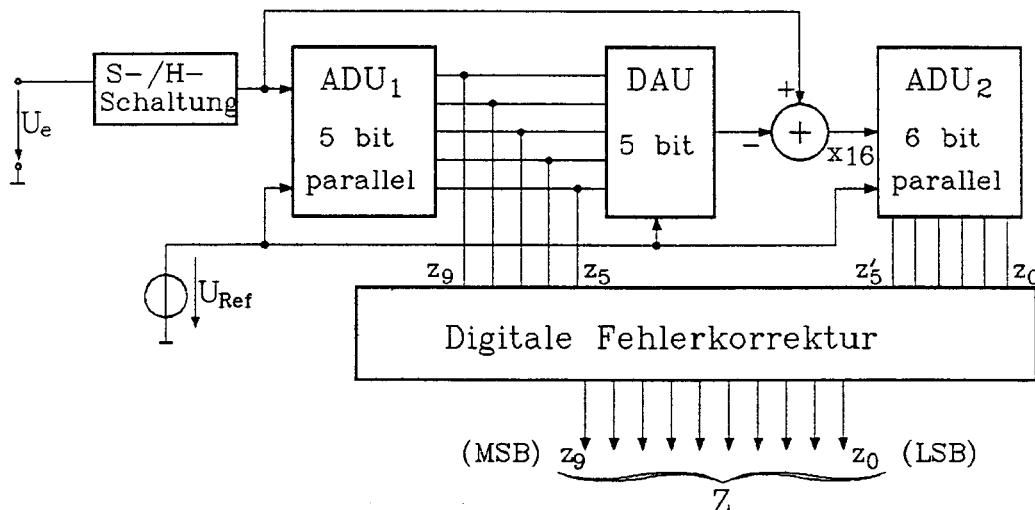 S-/H-
Schaltung
U_e
ADU_1
5 bit
parallel
DAU
5 bit
+
-
+
x16
ADU_2
6 bit
parallel
U_Ref
z_9
z_5
z'_5
z_0
Digitale Fehlerkorrektur
(MSB)
z_9
z_0
(LSB)
Z